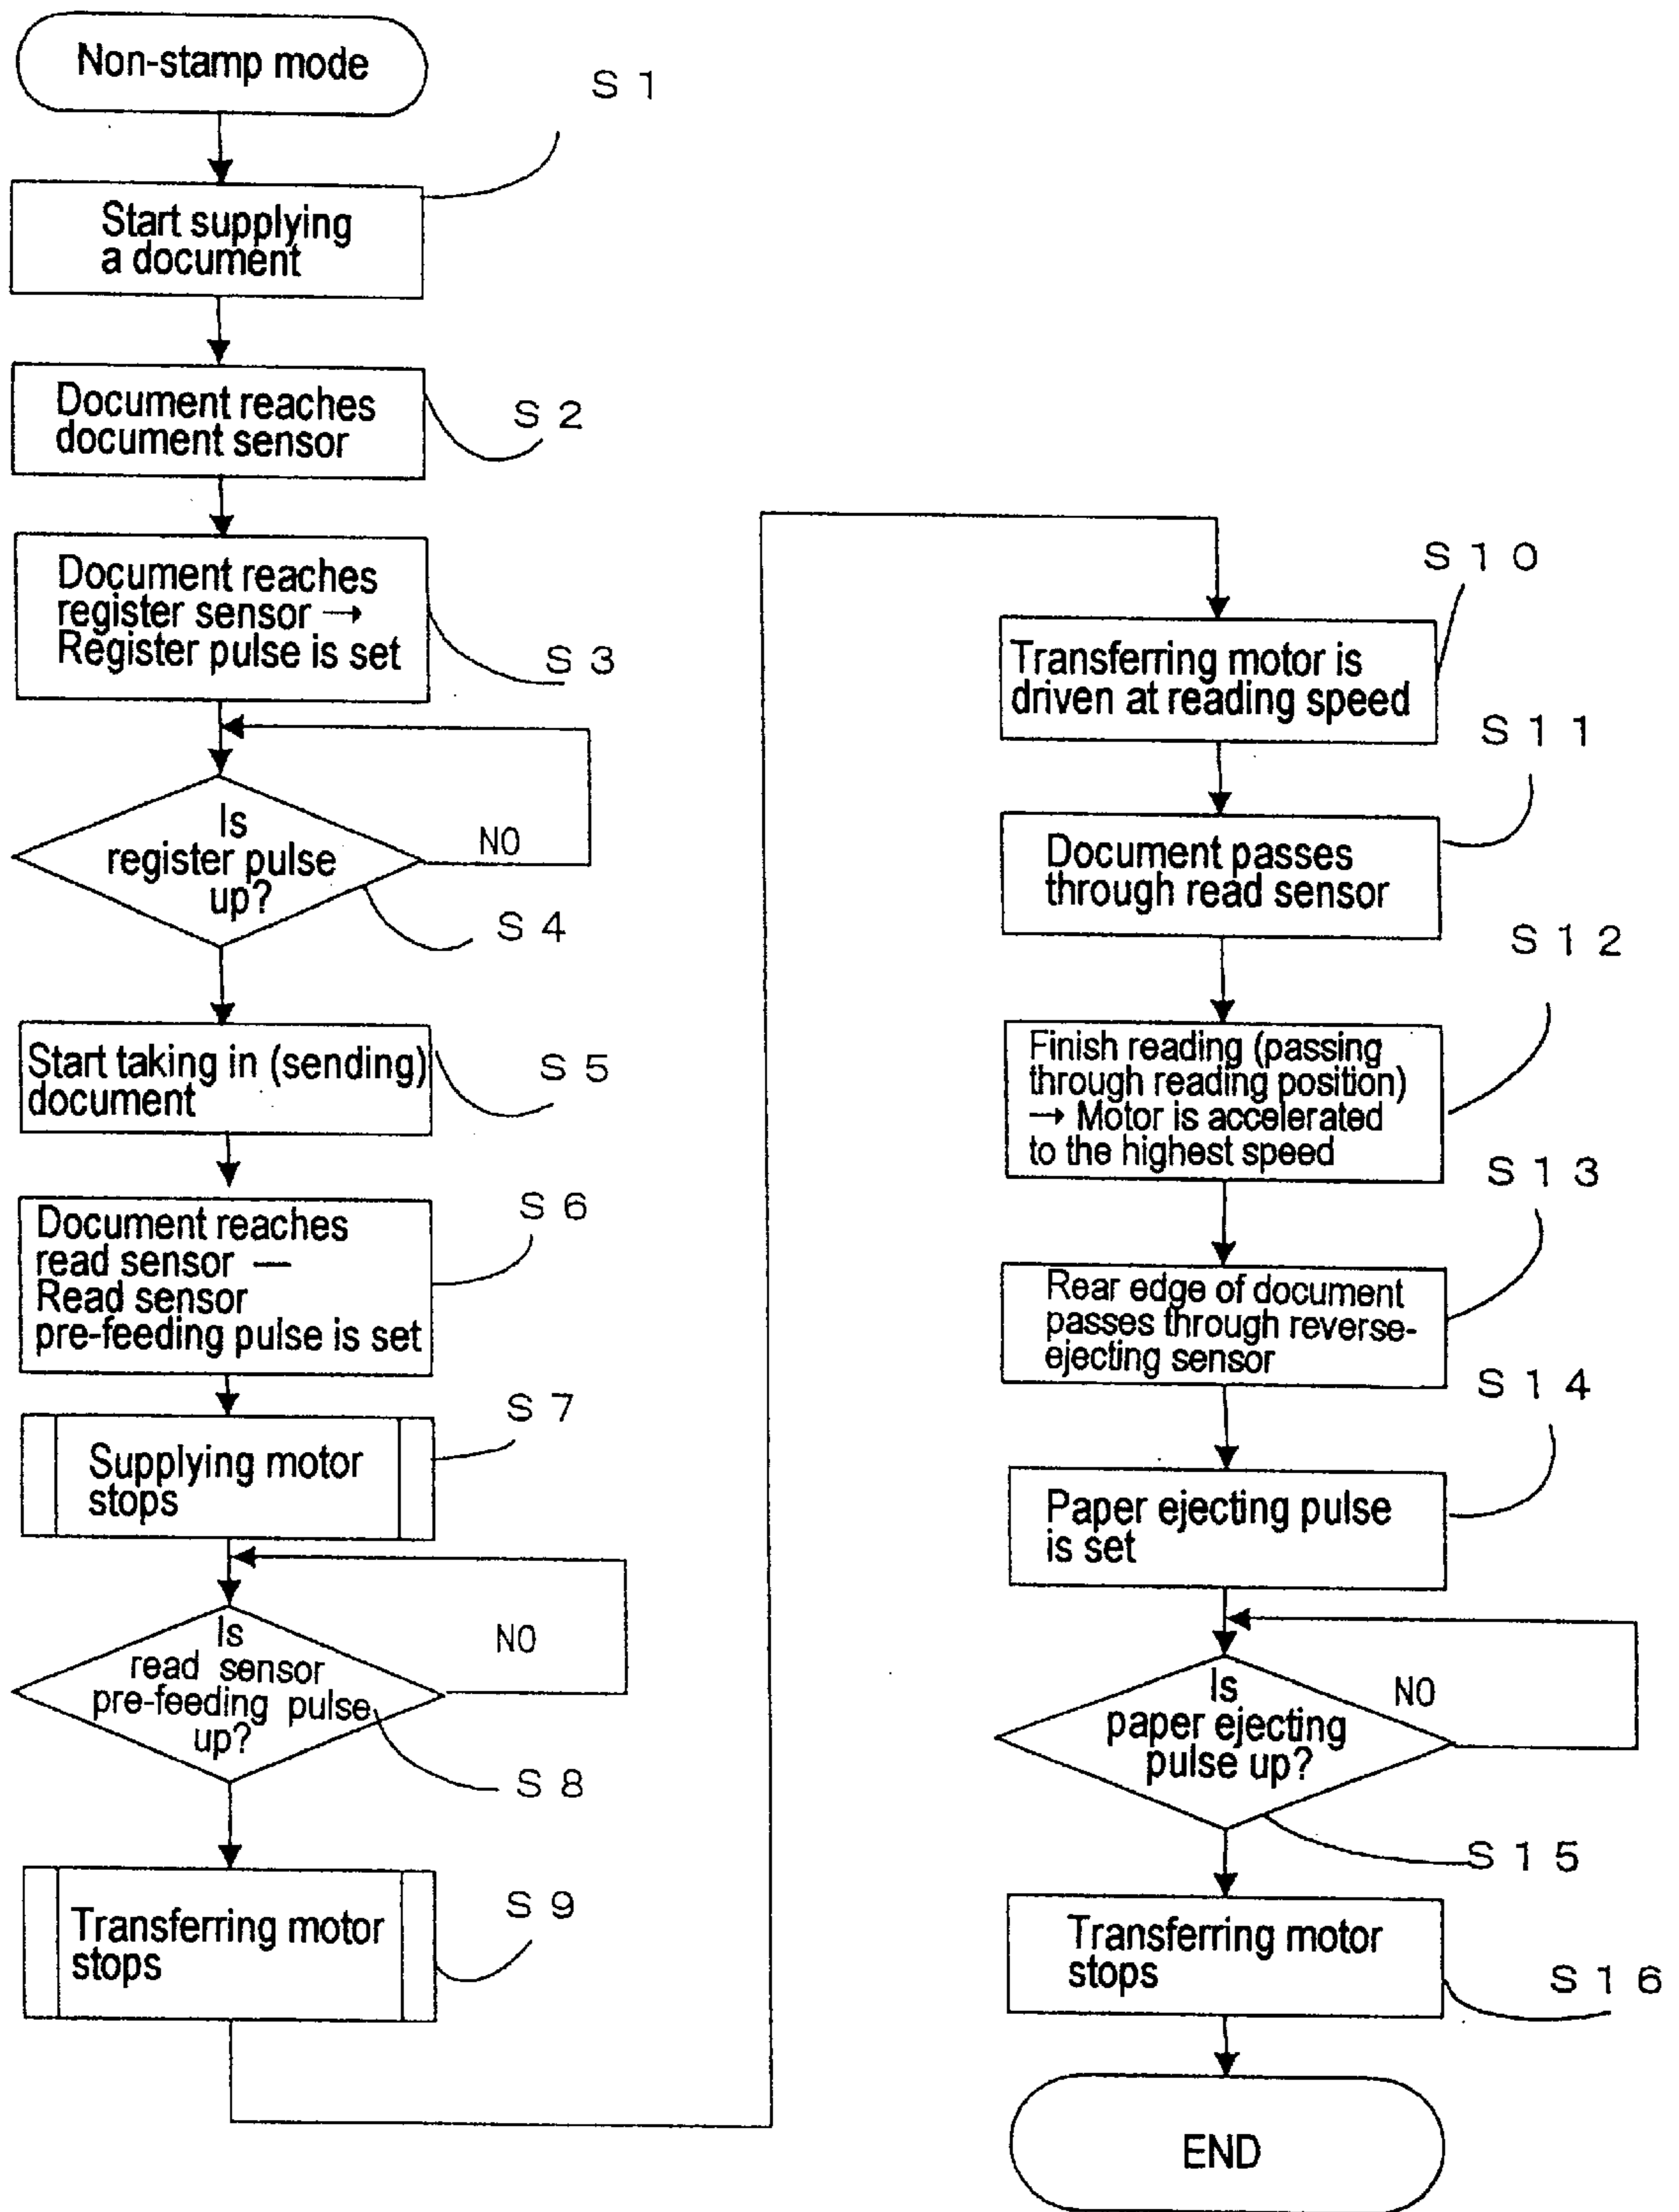 Non-stamp mode
S 1
Start supplying
a document
Document reaches
document sensor
S 2
Document reaches
register sensor →
Register pulse is set
S 3
Is
register pulse
up?
NO
S 4
Start taking in (sending)
document
S 5
Document reaches
read sensor —
Read sensor
pre-feeding pulse is set
S 6
Supplying motor
stops
S 7
Is
read sensor
pre-feeding pulse
up?
NO
S 8
Transferring motor
stops
S 9
S 1 0
Transferring motor is
driven at reading speed
S 1 1
Document passes
through read sensor
S 1 2
Finish reading (passing
through reading position)
→ Motor is accelerated
to the highest speed
S 1 3
Rear edge of document
passes through reverse-
ejecting sensor
S 1 4
Paper ejecting pulse
is set
Is
paper ejecting
pulse up?
NO
S 1 5
Transferring motor
stops
S 1 6
END